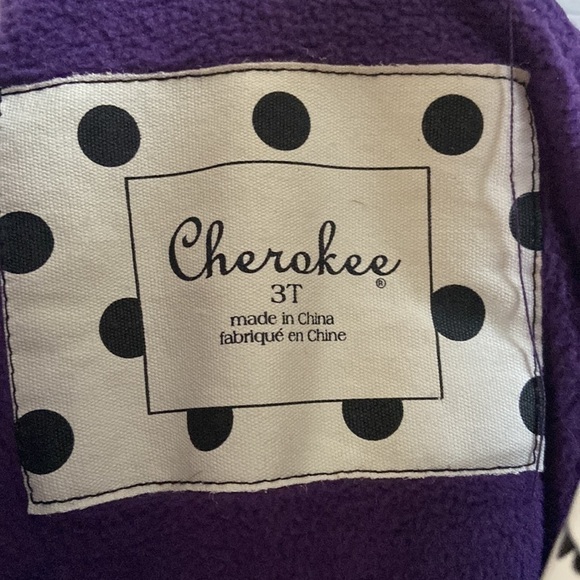 Cherokee®
3T
made in China
fabriqué en Chine